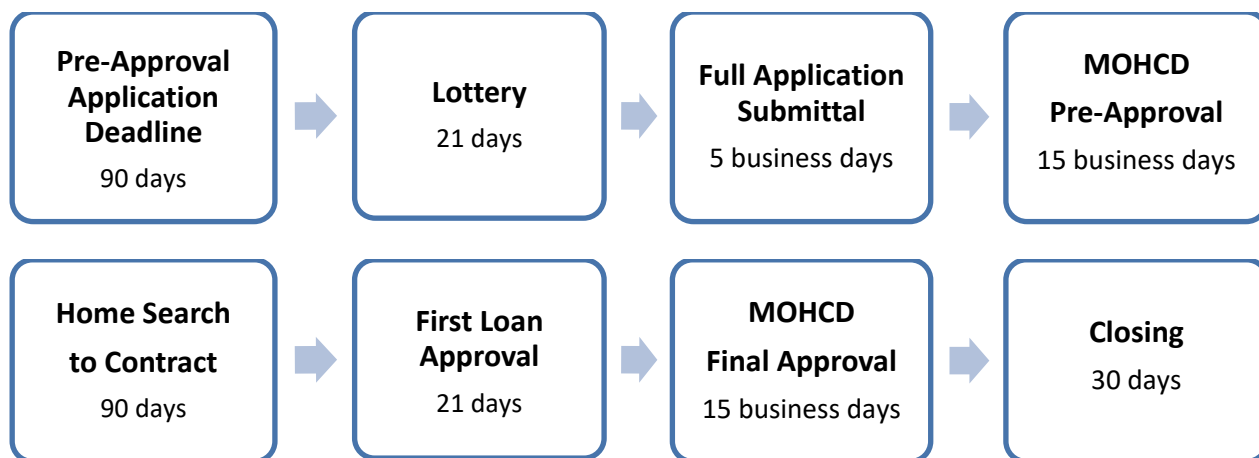 Pre-Approval
Application
Deadline
90 days
Lottery
21 days
Full Application
Submittal
5 business days
MOHCD
Pre-Approval
15 business days
Home Search
to Contract
90 days
First Loan
Approval
21 days
MOHCD
Final Approval
15 business days
Closing
30 days